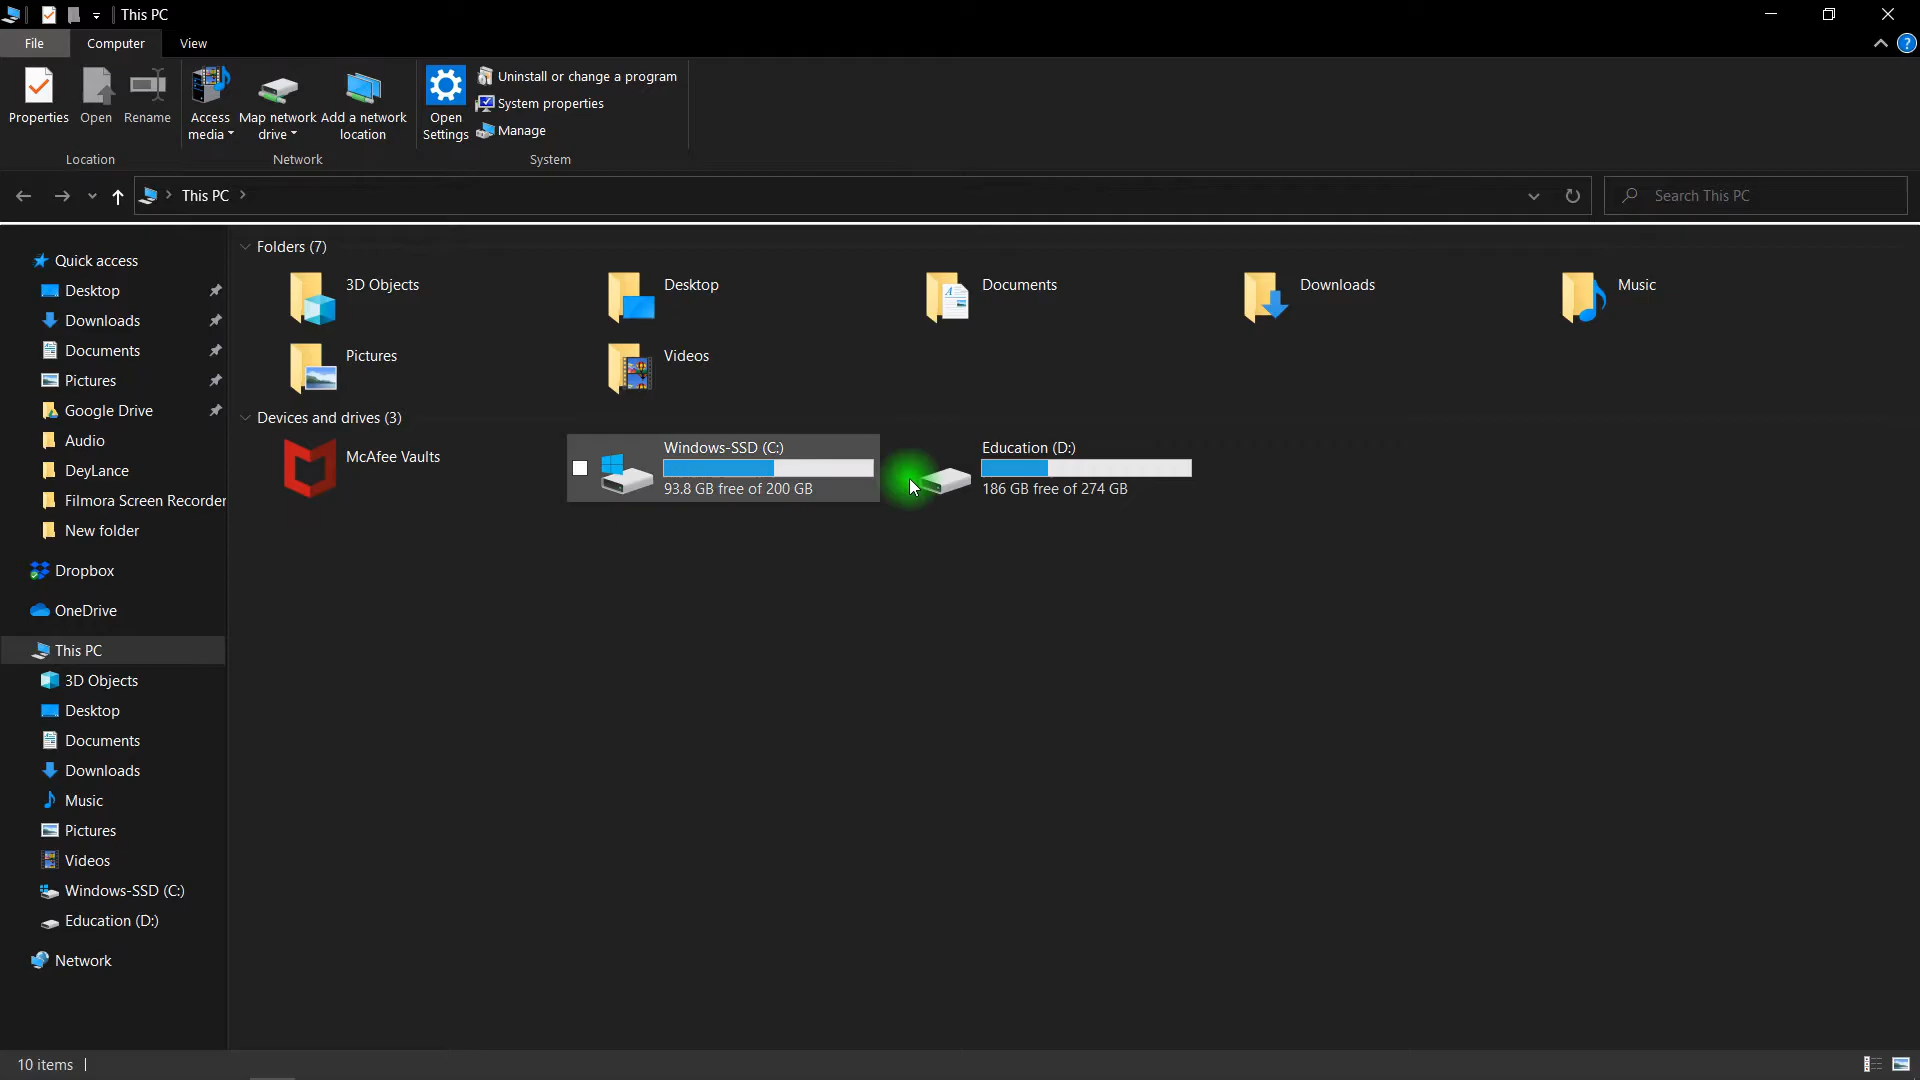 This PC
File
Computer
View
Properties
Open
Rename
Access media
Map network drive
Add a network location
Open Settings
Uninstall or change a program
System properties
Manage
Location
Network
System
This PC
Search This PC
Quick access
Desktop
Downloads
Documents
Pictures
Google Drive
Audio
DeyLance
Filmora Screen Recorder
New folder
Dropbox
OneDrive
This PC
3D Objects
Desktop
Documents
Downloads
Music
Pictures
Videos
Windows-SSD (C:)
Education (D:)
Network
Folders (7)
3D Objects
Desktop
Documents
Downloads
Music
Pictures
Videos
Devices and drives (3)
McAfee Vaults
Windows-SSD (C:)
93.8 GB free of 200 GB
Education (D:)
186 GB free of 274 GB
10 items